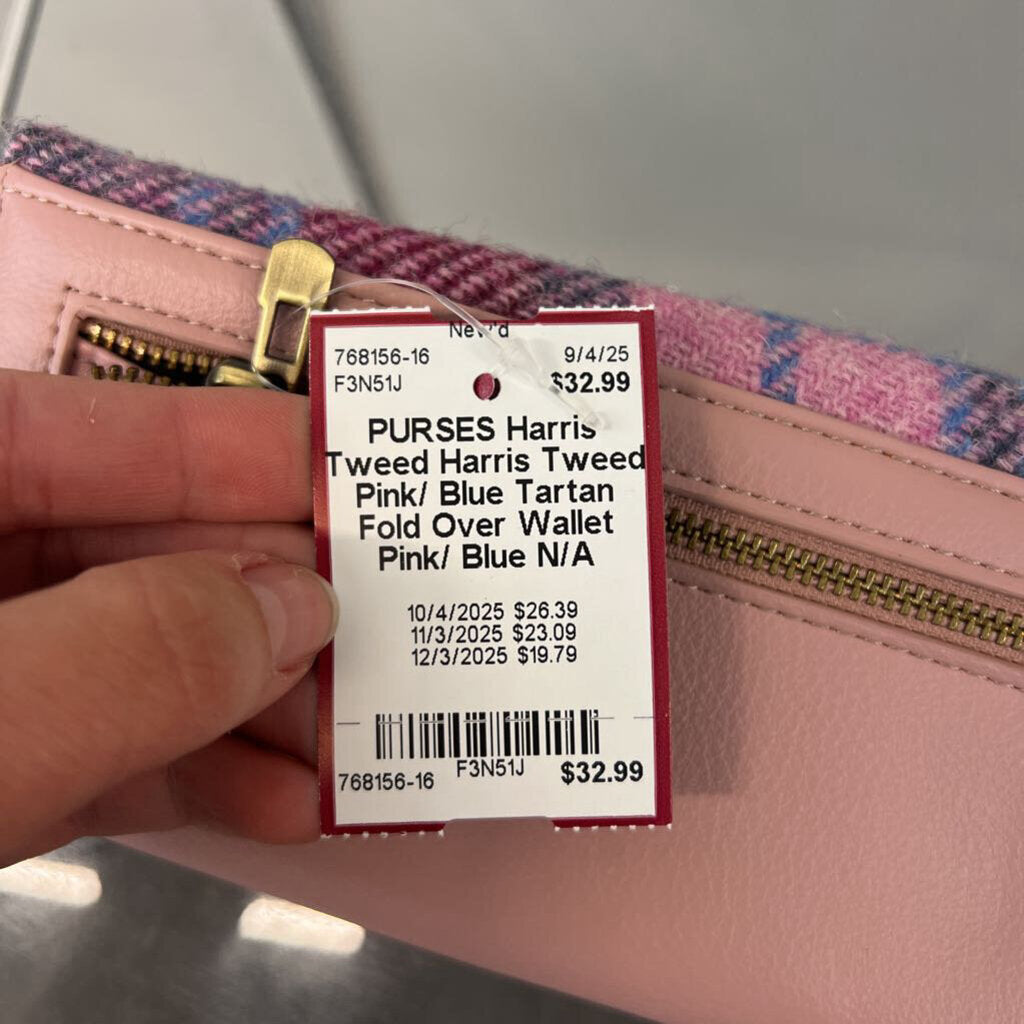 New'd
768156-16 9/4/25
F3N51J $32.99
PURSES Harris
Tweed Harris Tweed
Pink/ Blue Tartan
Fold Over Wallet
Pink/ Blue N/A
10/4/2025 $26.39
11/3/2025 $23.09
12/3/2025 $19.79
768156-16 F3N51J $32.99